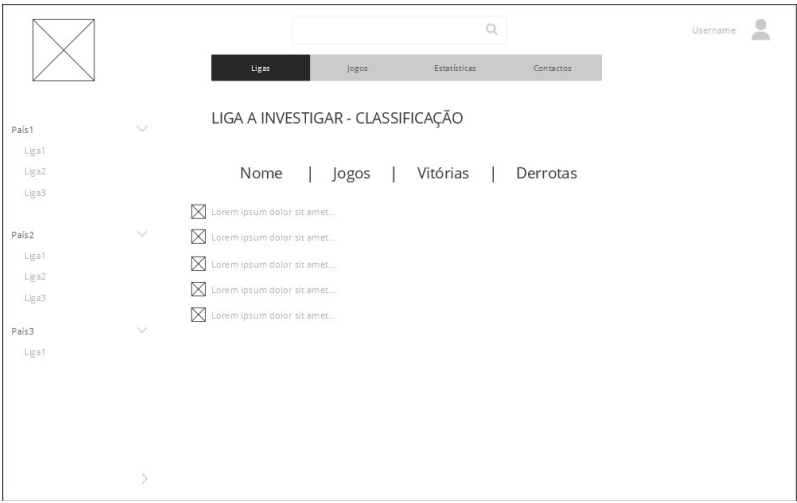 Username
Ligas Jogos Estatísticas Contactos
LIGA A INVESTIGAR - CLASSIFICAÇÃO
Nome | Jogos | Vitórias | Derrotas
Lorem ipsum dolor sit amet...
Lorem ipsum dolor sit amet...
Lorem ipsum dolor sit amet...
Lorem ipsum dolor sit amet...
Lorem ipsum dolor sit amet...
País1
Liga1
Liga2
Liga3
País2
Liga1
Liga2
Liga3
País3
Liga1